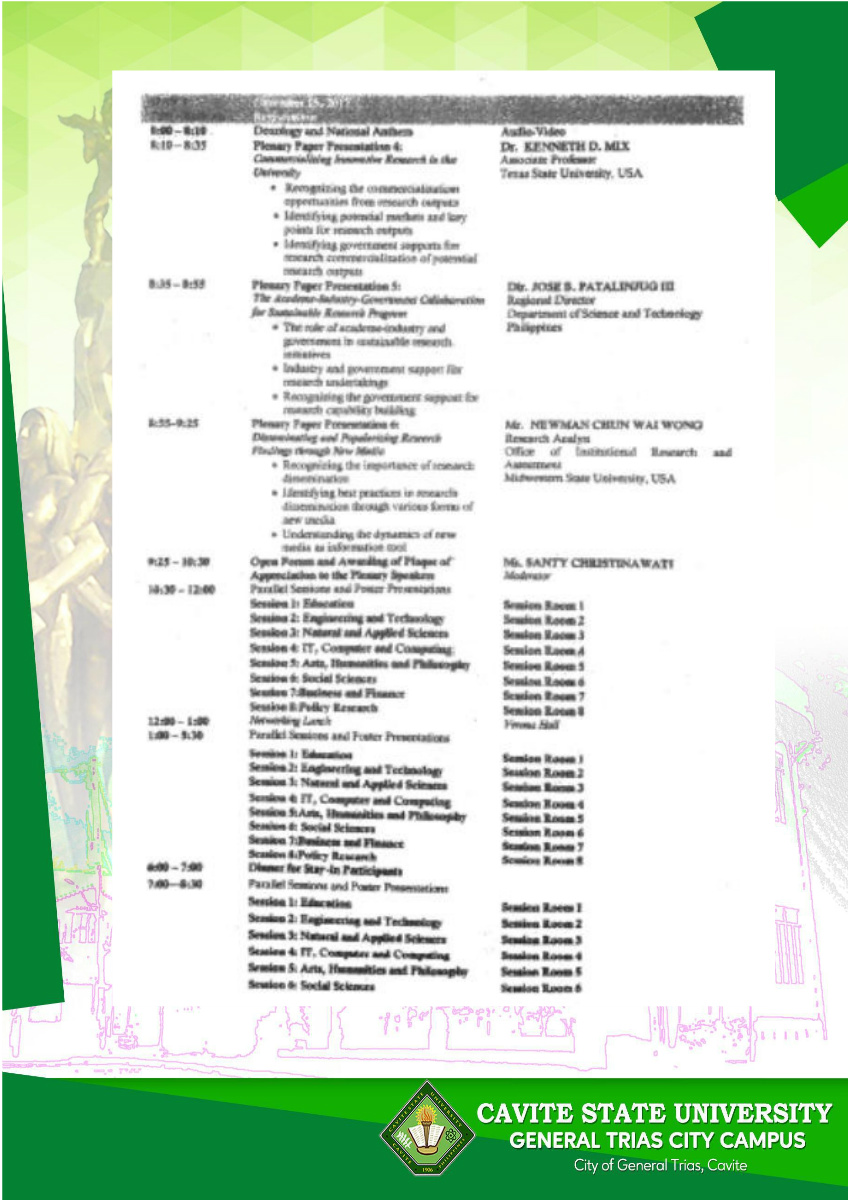 8:00 – 8:10 Doxology and National Anthem Audio-Video
8:10 – 8:35 Plenary Paper Presentation 4: Dr. KENNETH D. MIX
Commercializing Innovative Research in the Associate Professor
University Texas State University, USA
• Recognizing the commercialization
opportunities from research outputs
• Identifying potential markets and key
points for research outputs
• Identifying government supports for
research commercialization of potential
research outputs
8:35 – 8:55 Plenary Paper Presentation 5: Dir. JOSE B. PATALINJUG III
The Academe-Industry-Government Collaboration Regional Director
for Sustainable Research Program Department of Science and Technology
• The role of academe-industry and Philippines
government in sustainable research
initiatives
• Industry and government support for
research undertakings
• Recognizing the government support for
research capability building
8:55-9:25 Plenary Paper Presentation 6: Mr. NEWMAN CHUN WAI WONG
Disseminating and Popularizing Research Research Analyst
Findings through New Media Office of Institutional Research and
• Recognizing the importance of research Assessment
dissemination Midwestern State University, USA
• Identifying best practices in research
dissemination through various forms of
new media
• Understanding the dynamics of new
media as information tool
9:25 – 10:30 Open Forum and Awarding of Plaque of Ms. SANTY CHRISTINAWATI
Appreciation to the Plenary Speakers Moderator
10:30 – 12:00 Parallel Sessions and Poster Presentations
Session 1: Education Session Room 1
Session 2: Engineering and Technology Session Room 2
Session 3: Natural and Applied Sciences Session Room 3
Session 4: IT, Computer and Computing Session Room 4
Session 5: Arts, Humanities and Philosophy Session Room 5
Session 6: Social Sciences Session Room 6
Session 7:Business and Finance Session Room 7
Session 8:Policy Research Session Room 8
12:00 – 1:00 Networking Lunch Hall
1:00 – 5:30 Parallel Sessions and Poster Presentations
Session 1: Education Session Room 1
Session 2: Engineering and Technology Session Room 2
Session 3: Natural and Applied Sciences Session Room 3
Session 4: IT, Computer and Computing Session Room 4
Session 5:Arts, Humanities and Philosophy Session Room 5
Session 6: Social Sciences Session Room 6
Session 7:Business and Finance Session Room 7
Session 8:Policy Research Session Room 8
6:00 – 7:00 Dinner for Stay-In Participants
7:00—8:30 Parallel Sessions and Poster Presentations
Session 1: Education Session Room 1
Session 2: Engineering and Technology Session Room 2
Session 3: Natural and Applied Sciences Session Room 3
Session 4: IT, Computer and Computing Session Room 4
Session 5: Arts, Humanities and Philosophy Session Room 5
Session 6: Social Sciences Session Room 6
CAVITE STATE UNIVERSITY
GENERAL TRIAS CITY CAMPUS
City of General Trias, Cavite
1906